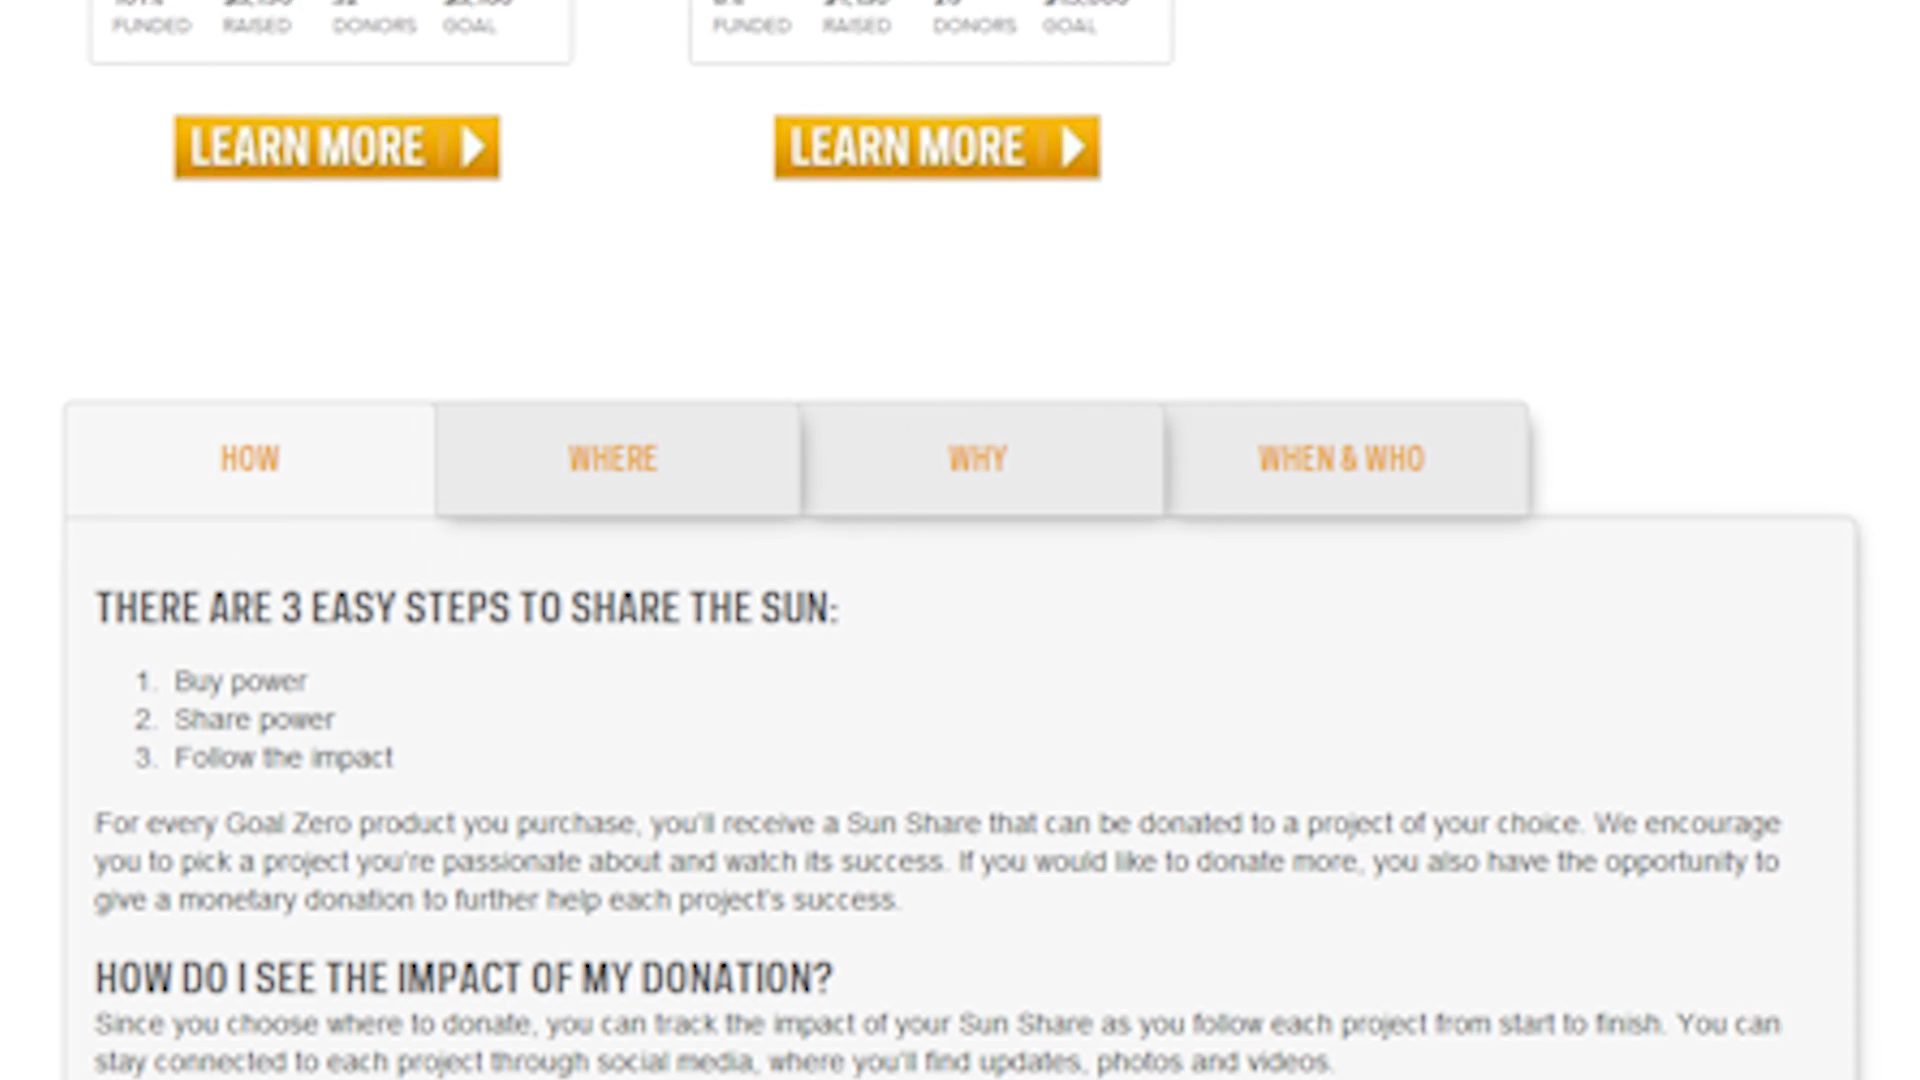 FUNDED RAISED DONORS GOAL FUNDED RAISED DONORS GOAL
LEARN MORE LEARN MORE
HOW WHERE WHY WHEN & WHO
THERE ARE 3 EASY STEPS TO SHARE THE SUN:
1. Buy power
2. Share power
3. Follow the impact
For every Goal Zero product you purchase, you'll receive a Sun Share that can be donated to a project of your choice. We encourage
you to pick a project you're passionate about and watch its success. If you would like to donate more, you also have the opportunity to
give a monetary donation to further help each project's success.
HOW DO I SEE THE IMPACT OF MY DONATION?
Since you choose where to donate, you can track the impact of your Sun Share as you follow each project from start to finish. You can
stay connected to each project through social media, where you'll find updates, photos and videos.